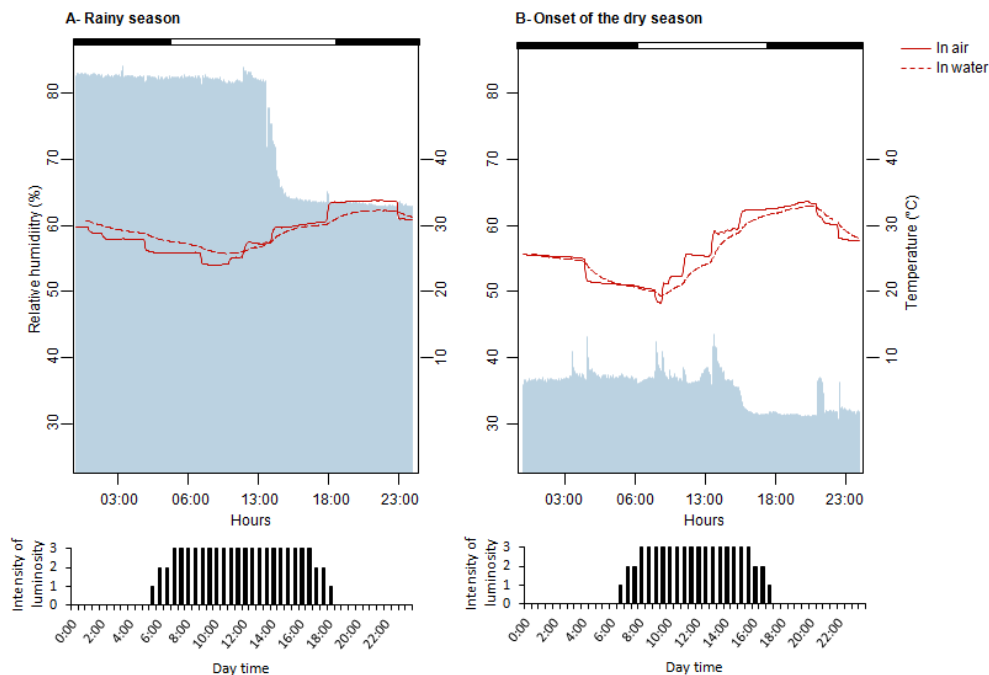 A- Rainy season
B- Onset of the dry season
In air
In water
Relative humidiity (%)
80
70
60
50
40
30
40
30
20
10
03:00 06:00 13:00 18:00 23:00
Hours
80
70
60
50
40
30
40
30
20
10
Temperature (°C)
03:00 06:00 13:00 18:00 23:00
Hours
Intensity of
luminosity
3
2
1
0
0:00 2:00 4:00 6:00 8:00 10:00 12:00 14:00 16:00 18:00 20:00 22:00
Day time
Intensity of
luminosity
3
2
1
0
0:00 2:00 4:00 6:00 8:00 10:00 12:00 14:00 16:00 18:00 20:00 22:00
Day time